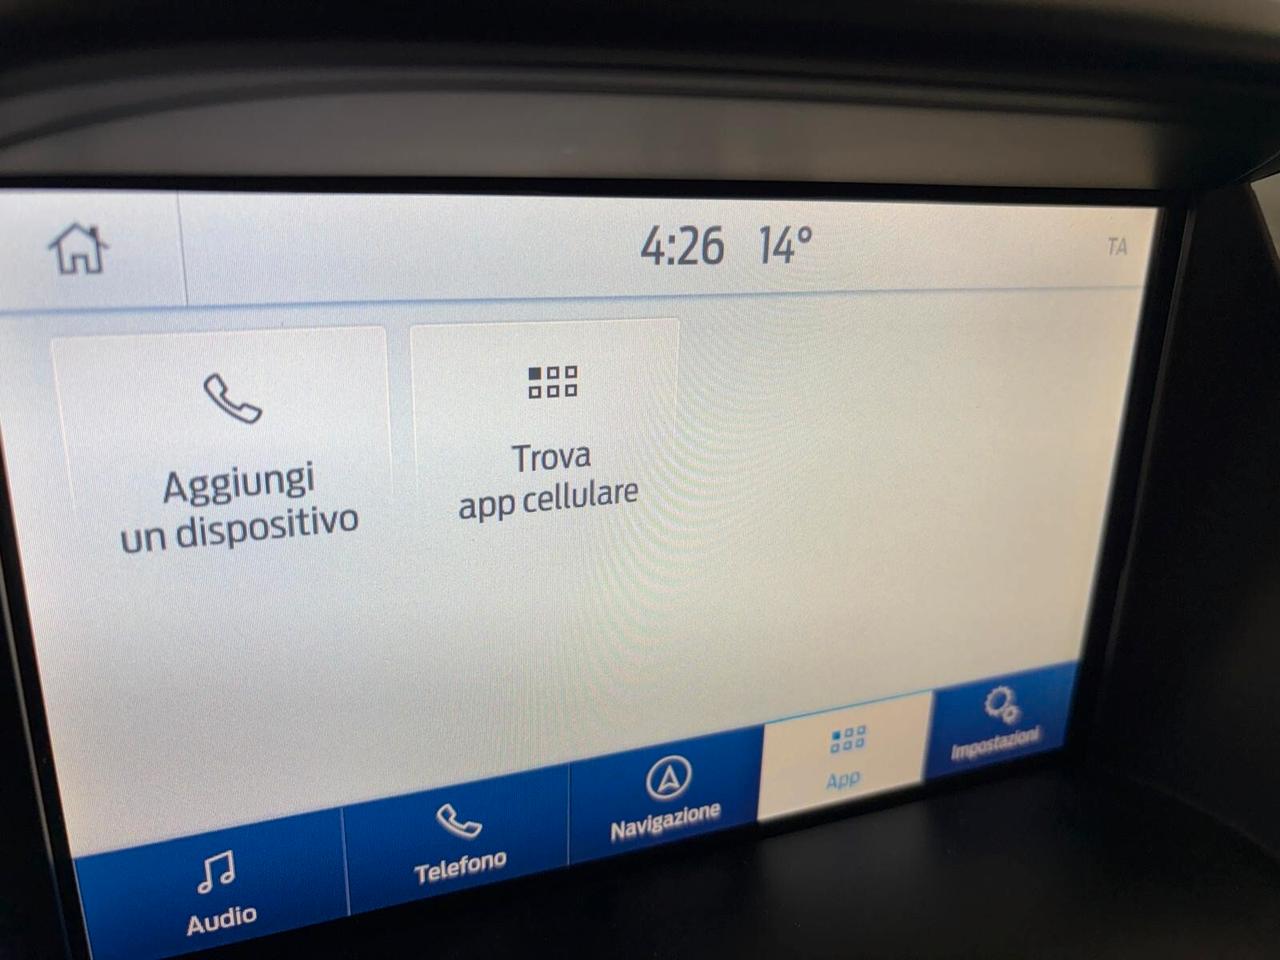 4:26 14° TA
Aggiungi
un dispositivo
Trova
app cellulare
Audio
Telefono
Navigazione
App
Impostazioni